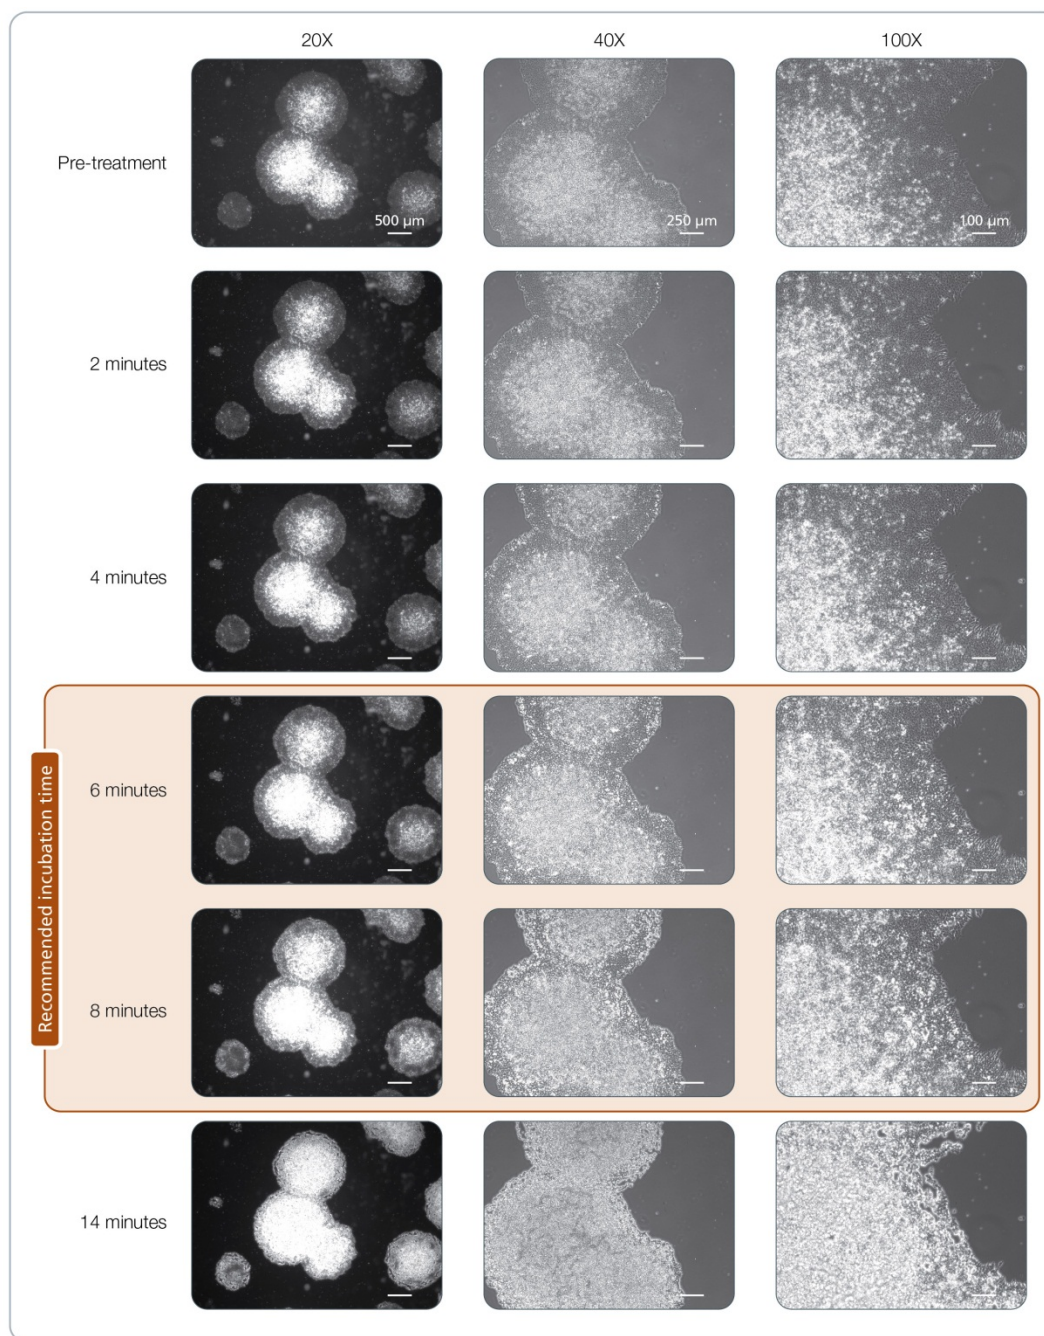 20X
40X
100X
Pre-treatment
500 µm
250 µm
100 µm
2 minutes
4 minutes
Recommended incubation time
6 minutes
8 minutes
14 minutes